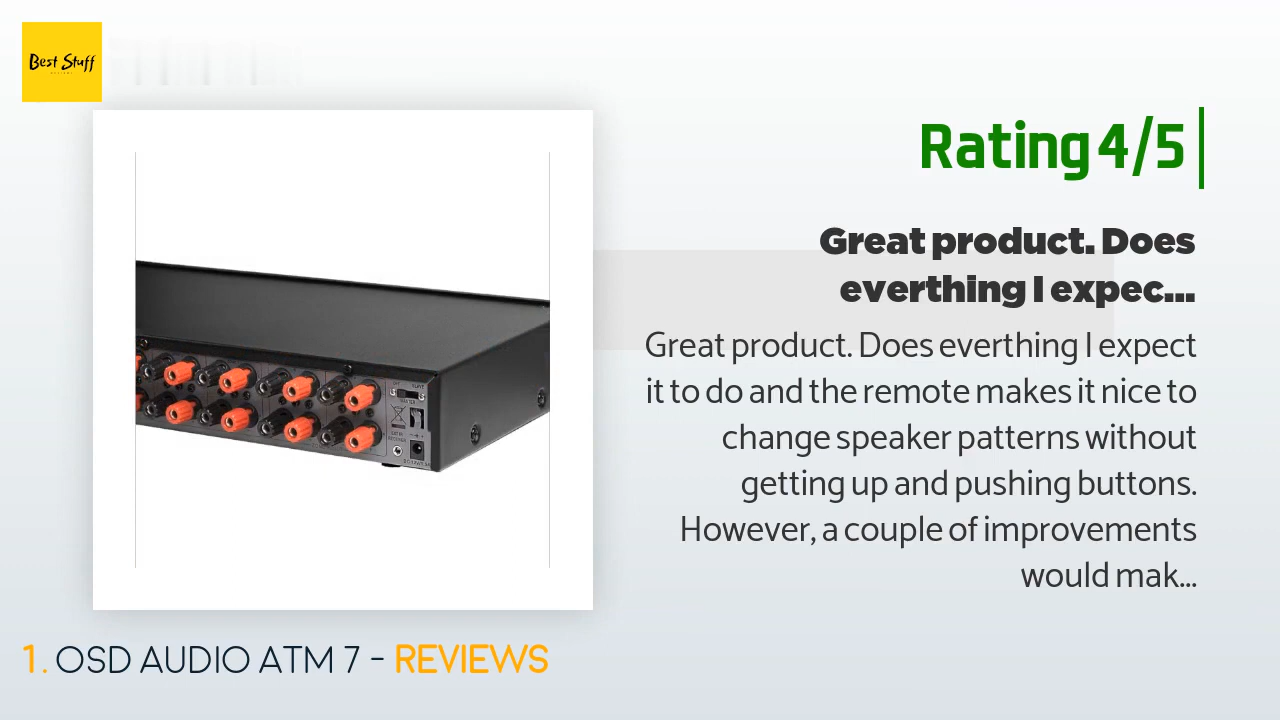 Best Stuff
Rating 4/5
Great product. Does
everthing I expec...
Great product. Does everthing I expect
it to do and the remote makes it nice to
change speaker patterns without
getting up and pushing buttons.
However, a couple of improvements
would mak...
1. OSD AUDIO ATM 7 - REVIEWS